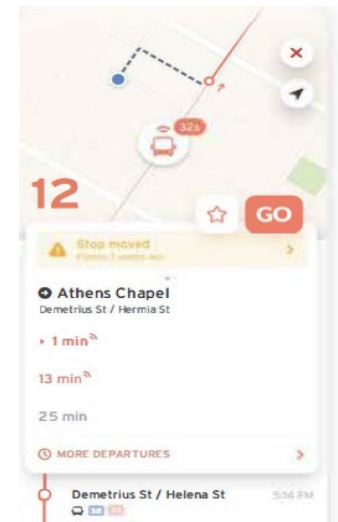 32s
12
GO
Stop moved
Athens Chapel
Demetrius St / Hermia St
1 min
13 min
25 min
MORE DEPARTURES
Demetrius St / Helena St
5:14 PM